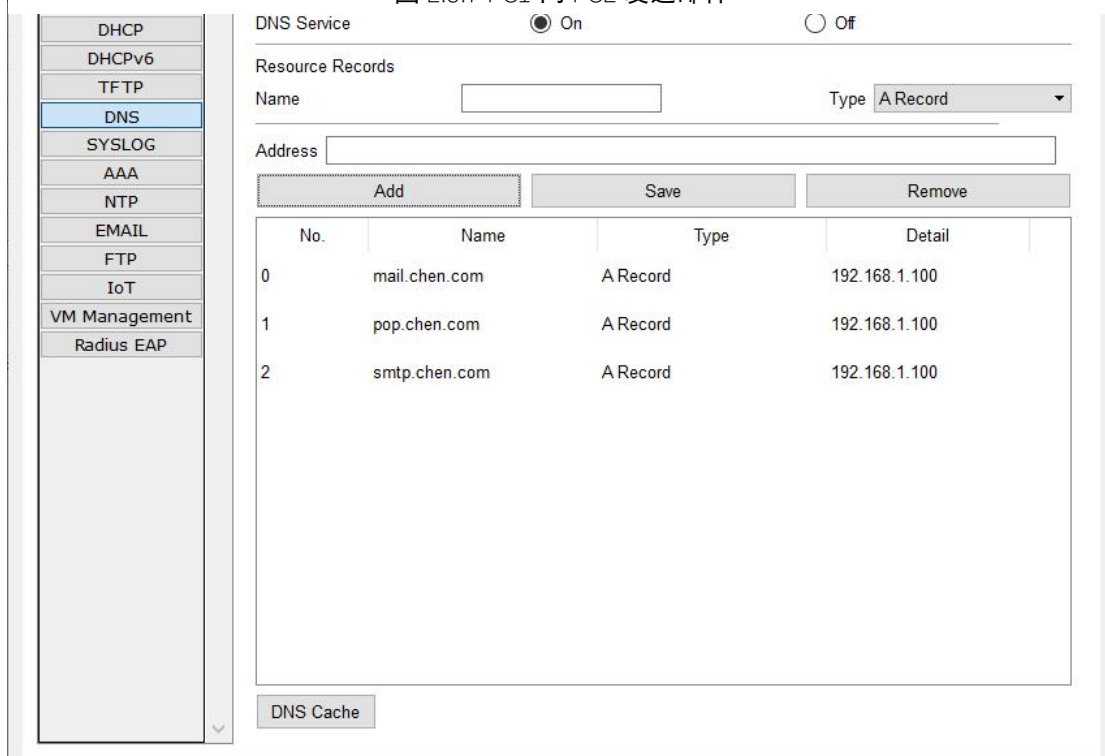 DHCP
DHCPv6
TFTP
DNS
SYSLOG
AAA
NTP
EMAIL
FTP
IoT
VM Management
Radius EAP
DNS Service On Off
Resource Records
Name Type A Record
Address
Add Save Remove
No. Name Type Detail
0 mail.chen.com A Record 192.168.1.100
1 pop.chen.com A Record 192.168.1.100
2 smtp.chen.com A Record 192.168.1.100
DNS Cache